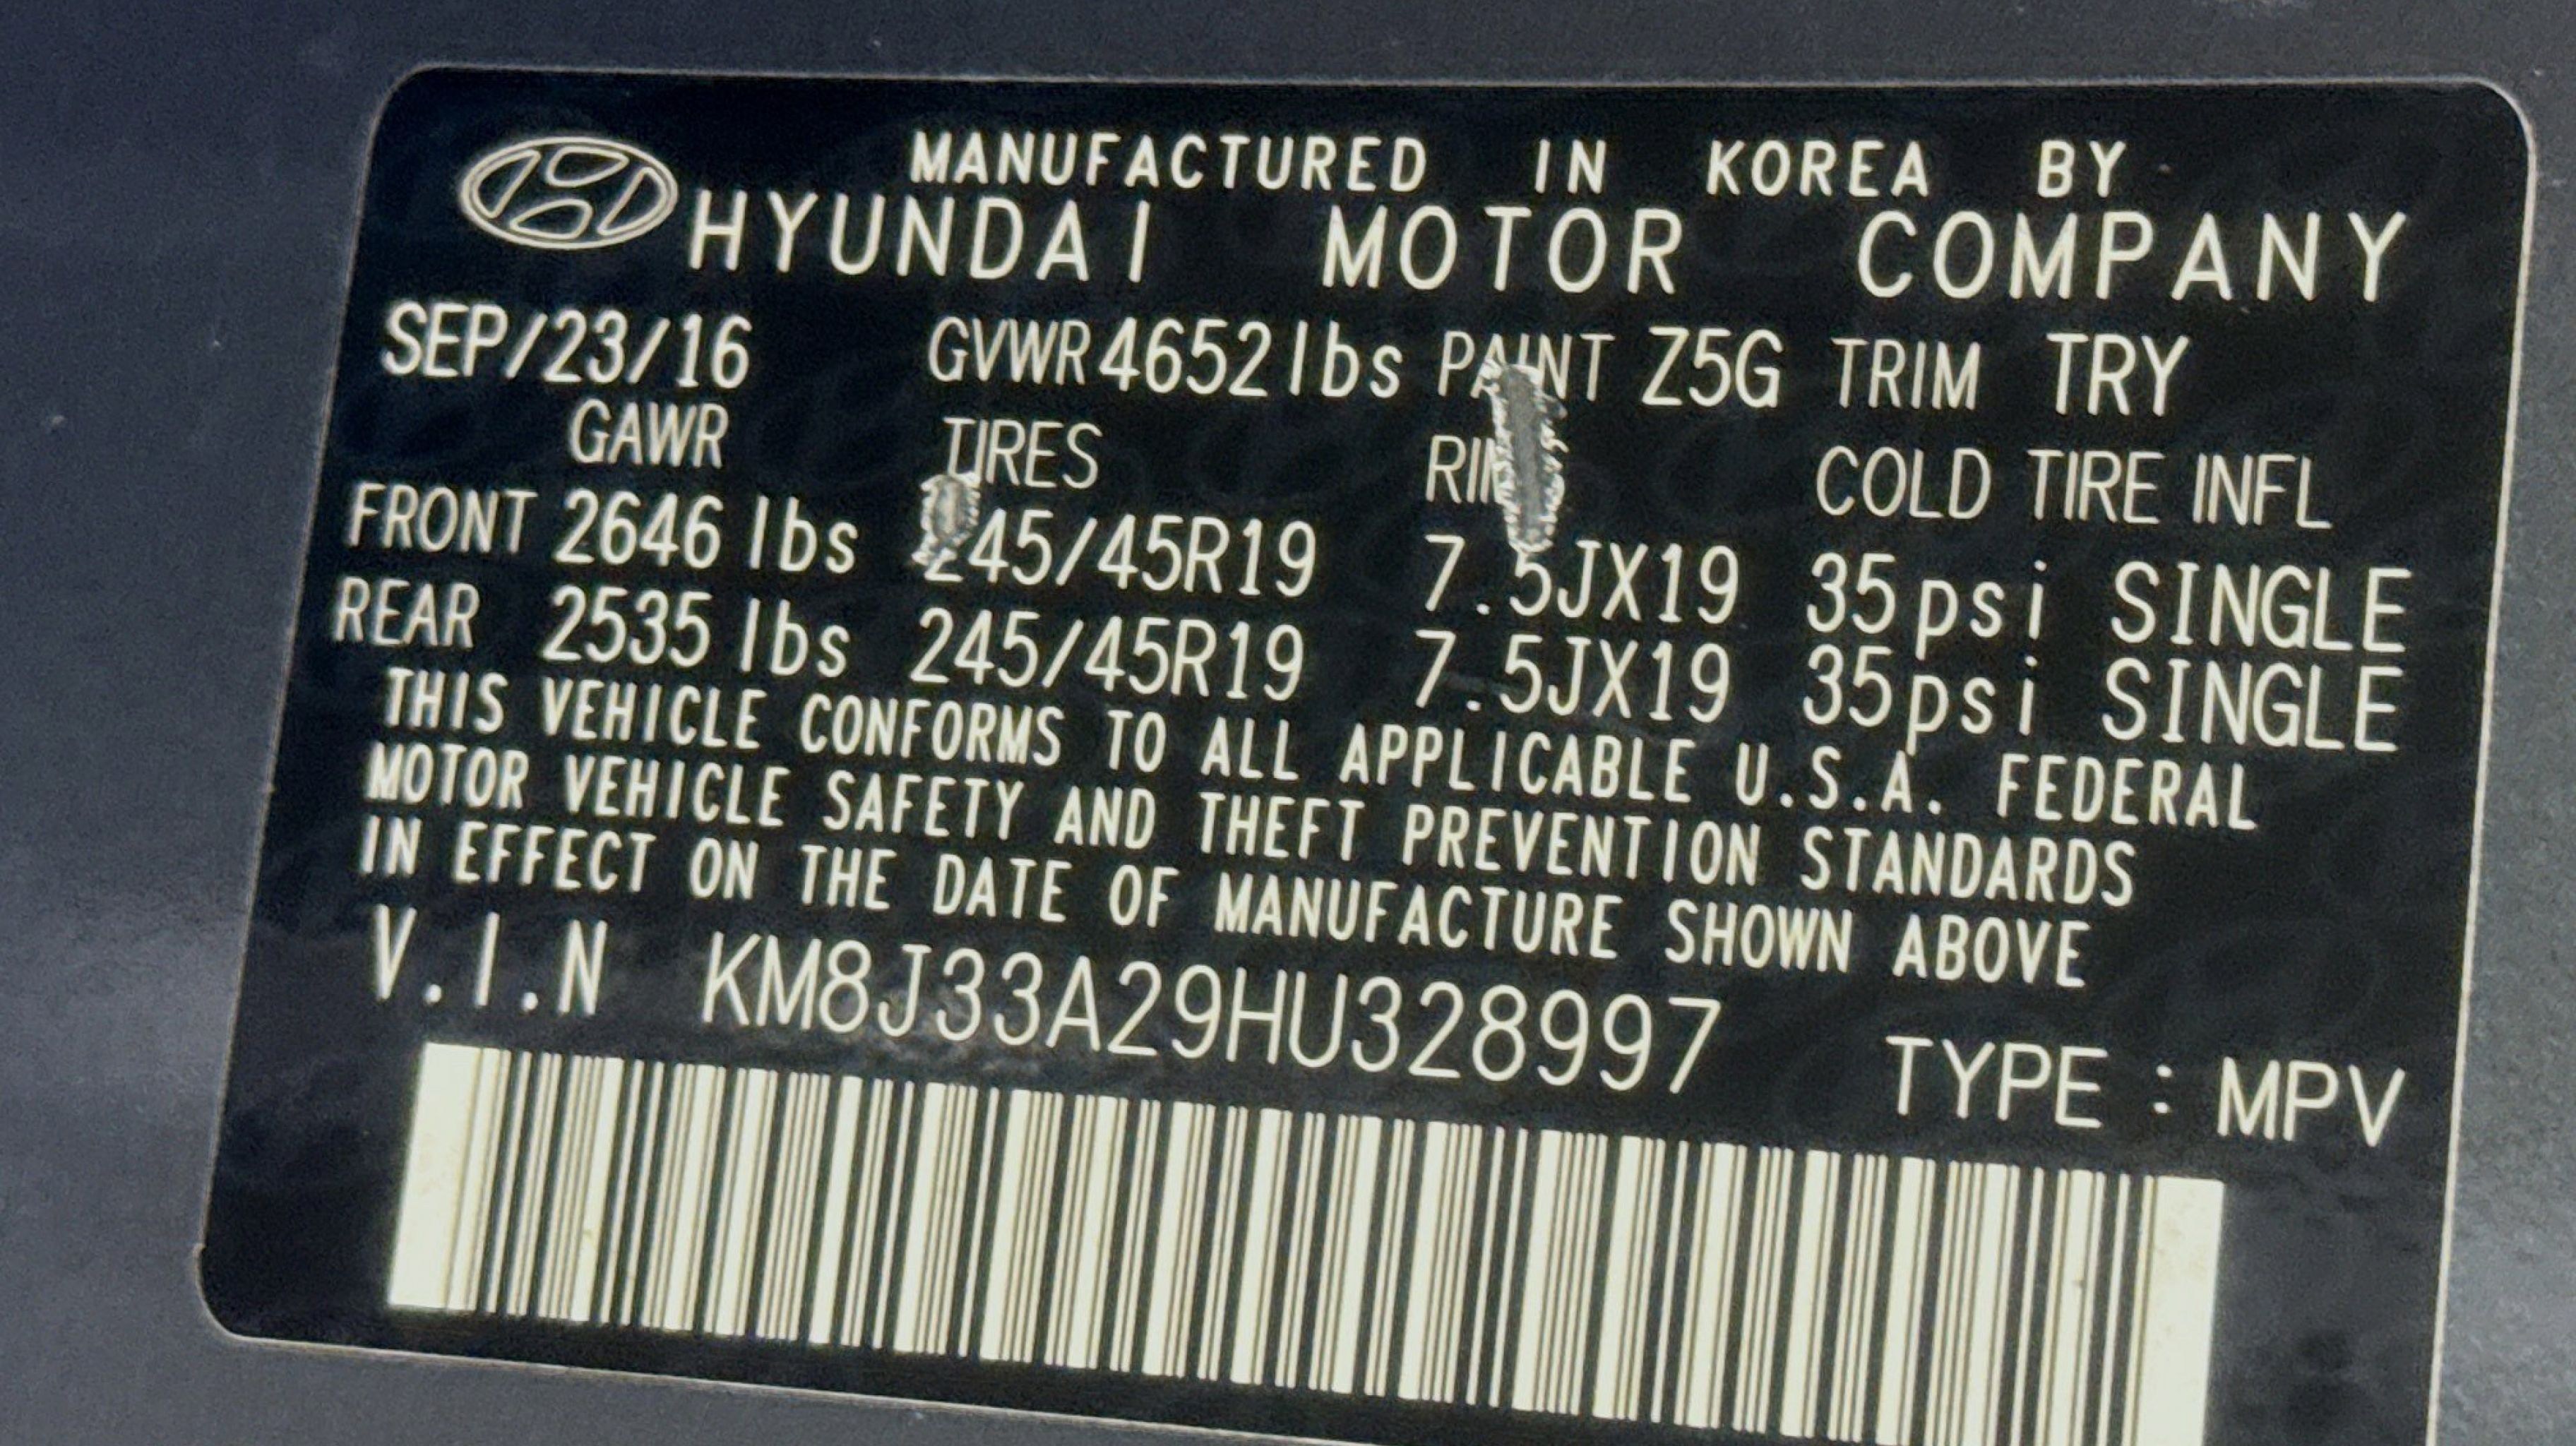 MANUFACTURED IN KOREA BY
HYUNDAI MOTOR COMPANY
SEP/23/16 GVWR 4652 lbs PAINT Z5G TRIM TRY
GAWR TIRES RIM COLD TIRE INFL
FRONT 2646 lbs 245/45R19 7.5JX19 35psi SINGLE
REAR 2535 lbs 245/45R19 7.5JX19 35psi SINGLE
THIS VEHICLE CONFORMS TO ALL APPLICABLE U.S.A. FEDERAL
MOTOR VEHICLE SAFETY AND THEFT PREVENTION STANDARDS
IN EFFECT ON THE DATE OF MANUFACTURE SHOWN ABOVE
V.I.N KM8J33A29HU328997
TYPE : MPV